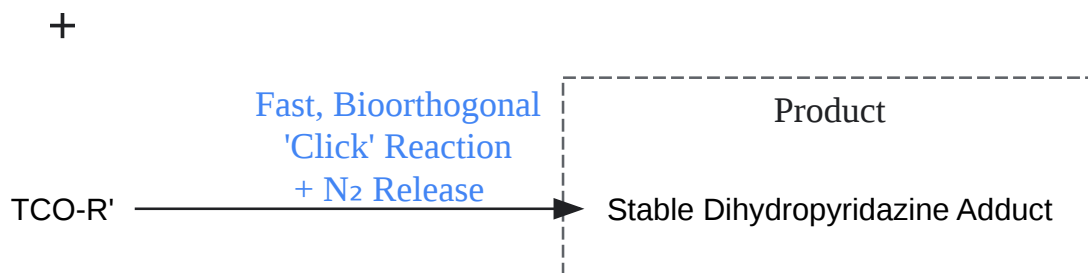 +
Fast, Bioorthogonal
'Click' Reaction
+ N₂ Release
Product
TCO-R'
Stable Dihydropyridazine Adduct